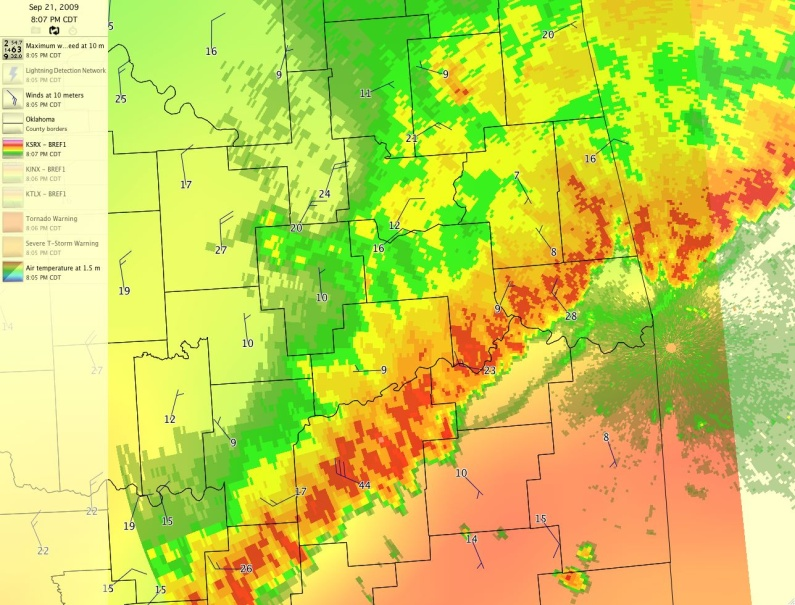 Sep 21, 2009
8:07 PM CDT
Maximum w...eed at 10 m
8:05 PM CDT
Lightning Detection Network
8:05 PM CDT
Winds at 10 meters
8:05 PM CDT
Oklahoma
County borders
KSRX - BREF1
8:07 PM CDT
KINX - BREF1
8:06 PM CDT
KTLX - BREF1
Tornado Warning
8:06 PM CDT
Severe T-Storm Warning
8:05 PM CDT
Air temperature at 1.5 m
8:05 PM CDT
5
20
16
9
9
11
25
21
16
17
7
24
20
12
16
8
27
19
10
9
28
14
10
27
9
23
12
9
8
10
44
17
22
19
15
15
14
22
26
15
15